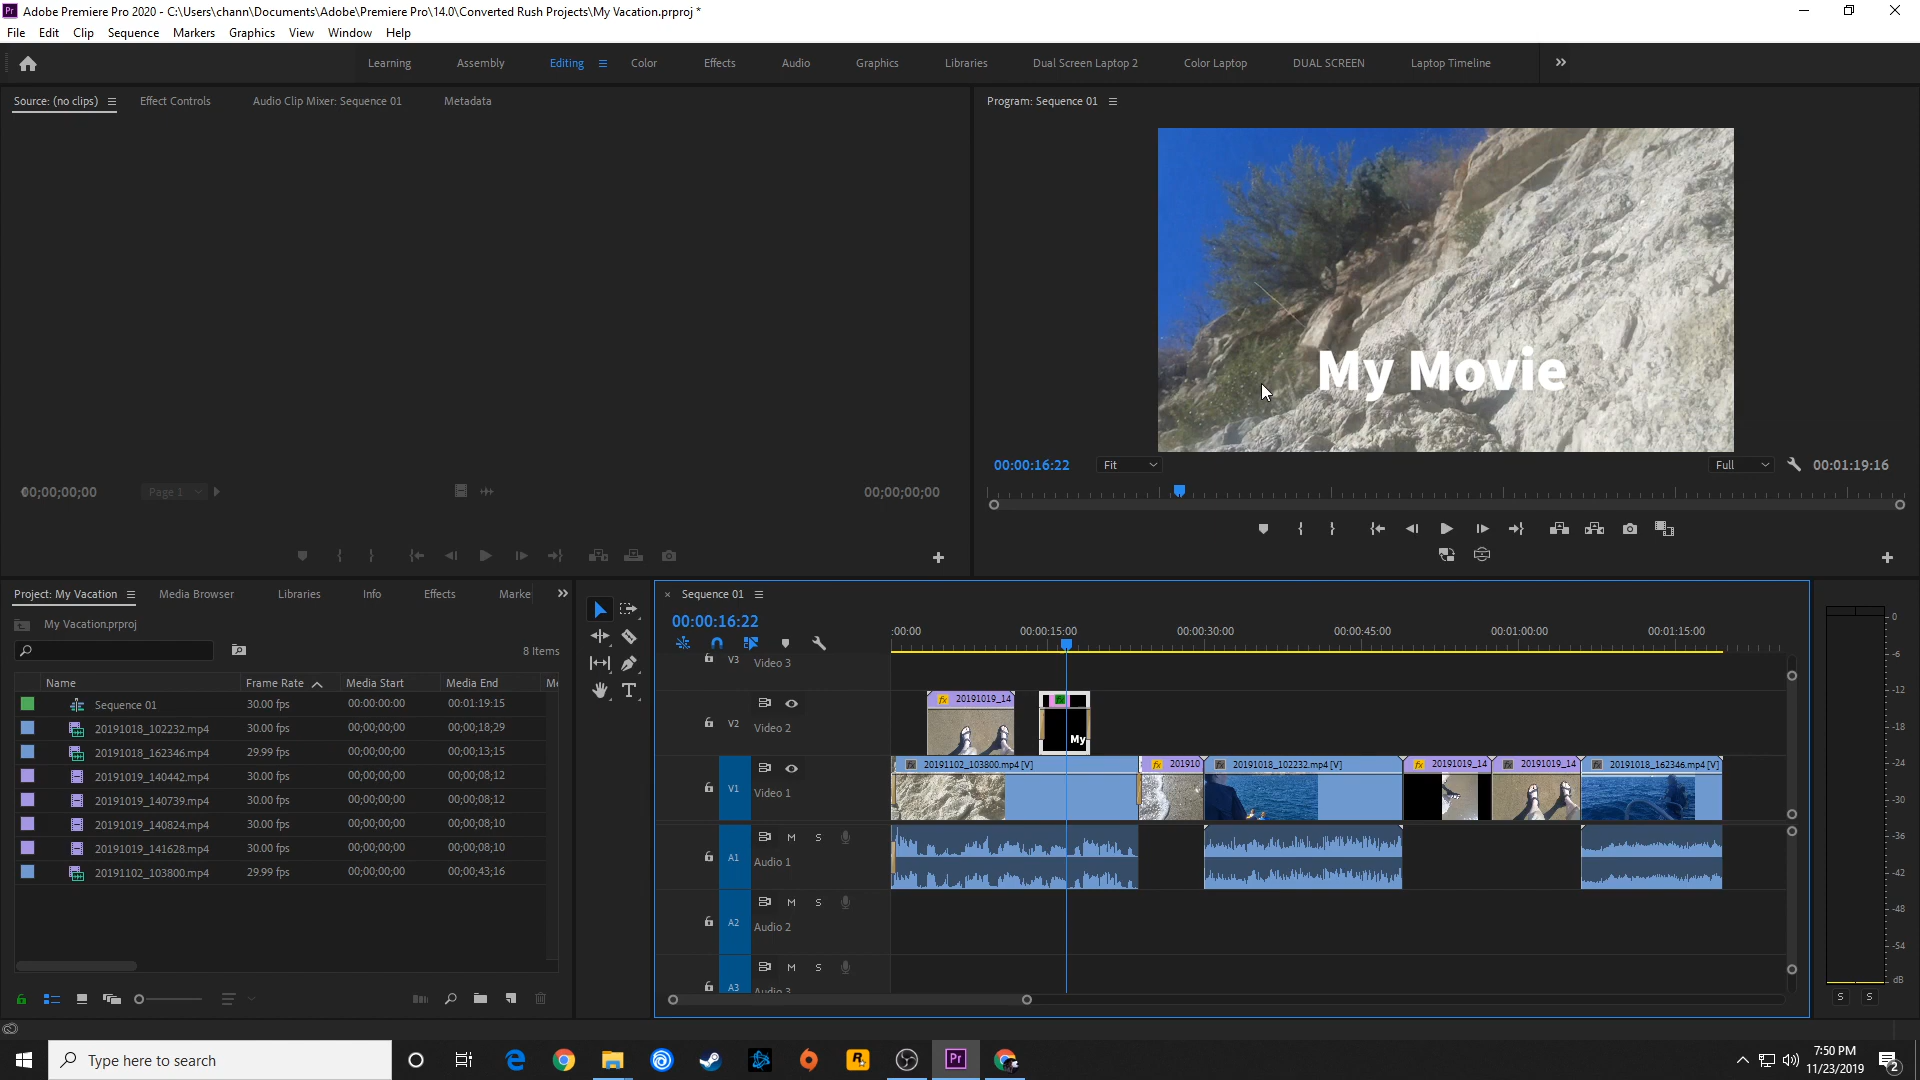 Adobe Premiere Pro 2020 - C:\Users\chann\Documents\Adobe\Premiere Pro\14.0\Converted Rush Projects\My Vacation.prproj *
File Edit Clip Sequence Markers Graphics View Window Help
Learning Assembly Editing Color Effects Audio Graphics Libraries Dual Screen Laptop 2 Color Laptop DUAL SCREEN Laptop Timeline
Source: (no clips) Effect Controls Audio Clip Mixer: Sequence 01 Metadata
Program: Sequence 01
My Movie
00:00:16:22 Fit Full 00:01:19:16
00;00;00;00 Page 1 00;00;00;00
Project: My Vacation Media Browser Libraries Info Effects Marke
My Vacation.prproj
8 Items
Name Frame Rate Media Start Media End Me
Sequence 01 30.00 fps 00:00:00:00 00:01:19:15
20191018_102232.mp4 30.00 fps 00;00;00;00 00;00;18;29
20191018_162346.mp4 29.99 fps 00;00;00;00 00;00;13;15
20191019_140442.mp4 30.00 fps 00;00;00;00 00;00;08;12
20191019_140739.mp4 30.00 fps 00;00;00;00 00;00;08;12
20191019_140824.mp4 30.00 fps 00;00;00;00 00;00;08;10
20191019_141628.mp4 30.00 fps 00;00;00;00 00;00;08;10
20191102_103800.mp4 29.99 fps 00;00;00;00 00;00;43;16
Sequence 01
00:00:16:22
:00:00 00:00:15:00 00:00:30:00 00:00:45:00 00:01:00:00 00:01:15:00
V3 Video 3
fx 20191019_14 fx
V2 Video 2 My
fx 20191102_103800.mp4 [V] fx 201910 fx 20191018_102232.mp4 [V] fx 20191019_14 fx 20191019_14 fx 20191018_162346.mp4 [V]
V1 Video 1
M S
A1 Audio 1
M S
A2 Audio 2
M S
A3 Audio 3
0
-6
-12
-18
-24
-30
-36
-42
-48
-54
dB
S S
Type here to search
Pr
7:50 PM
11/23/2019
2